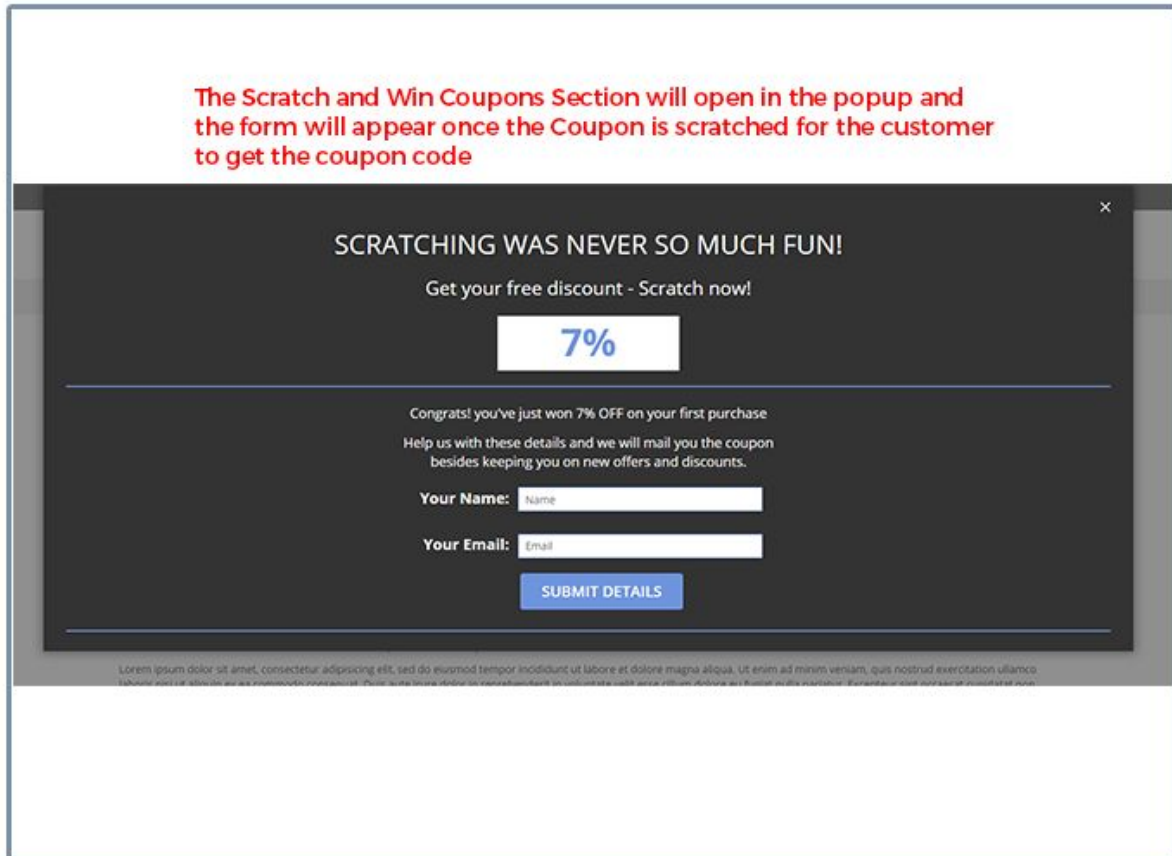 The Scratch and Win Coupons Section will open in the popup and
the form will appear once the Coupon is scratched for the customer
to get the coupon code
×
SCRATCHING WAS NEVER SO MUCH FUN!
Get your free discount - Scratch now!
7%
Congrats! you've just won 7% OFF on your first purchase
Help us with these details and we will mail you the coupon
besides keeping you on new offers and discounts.
Your Name: Name
Your Email: Email
SUBMIT DETAILS
Lorem ipsum dolor sit amet, consectetur adipisicing elit, sed do eiusmod tempor incididunt ut labore et dolore magna aliqua. Ut enim ad minim veniam, quis nostrud exercitation ullamco